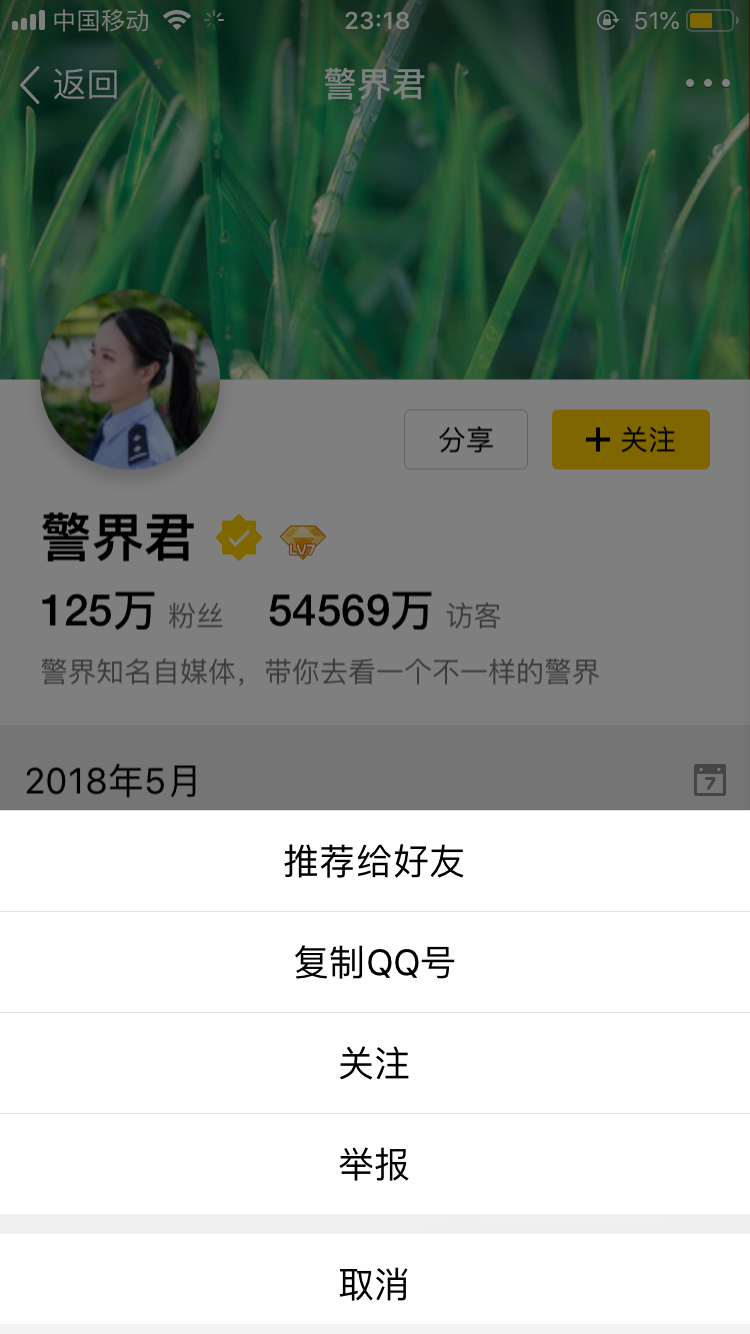 中国移动 23:18 51%
返回 警界君
分享 关注
警界君 LV7
125万 粉丝 54569万 访客
警界知名自媒体，带你去看一个不一样的警界
2018年5月 7
推荐给好友
复制QQ号
关注
举报
取消